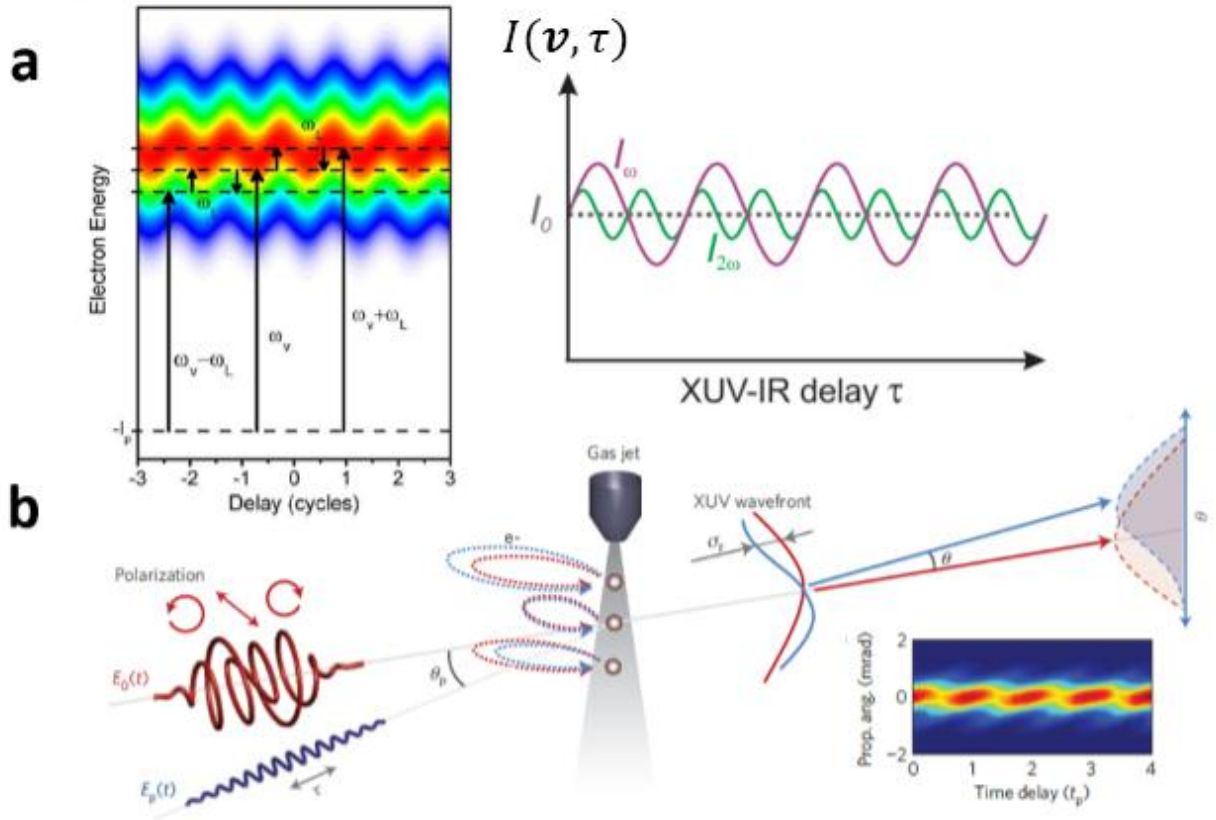 a
Electron Energy
ω_L
ω_v−ω_L
ω_v
ω_v+ω_L
-I_p
-3 -2 -1 0 1 2 3
Delay (cycles)
I(v, τ)
I_ω
I_0
I_2ω
XUV-IR delay τ
b
Gas jet
XUV wavefront
e-
σ_r
θ
θ
Polarization
E_0(t)
θ_p
E_p(t)
τ
Prop. ang. (mrad)
2
0
−2
0 1 2 3 4
Time delay (t_p)